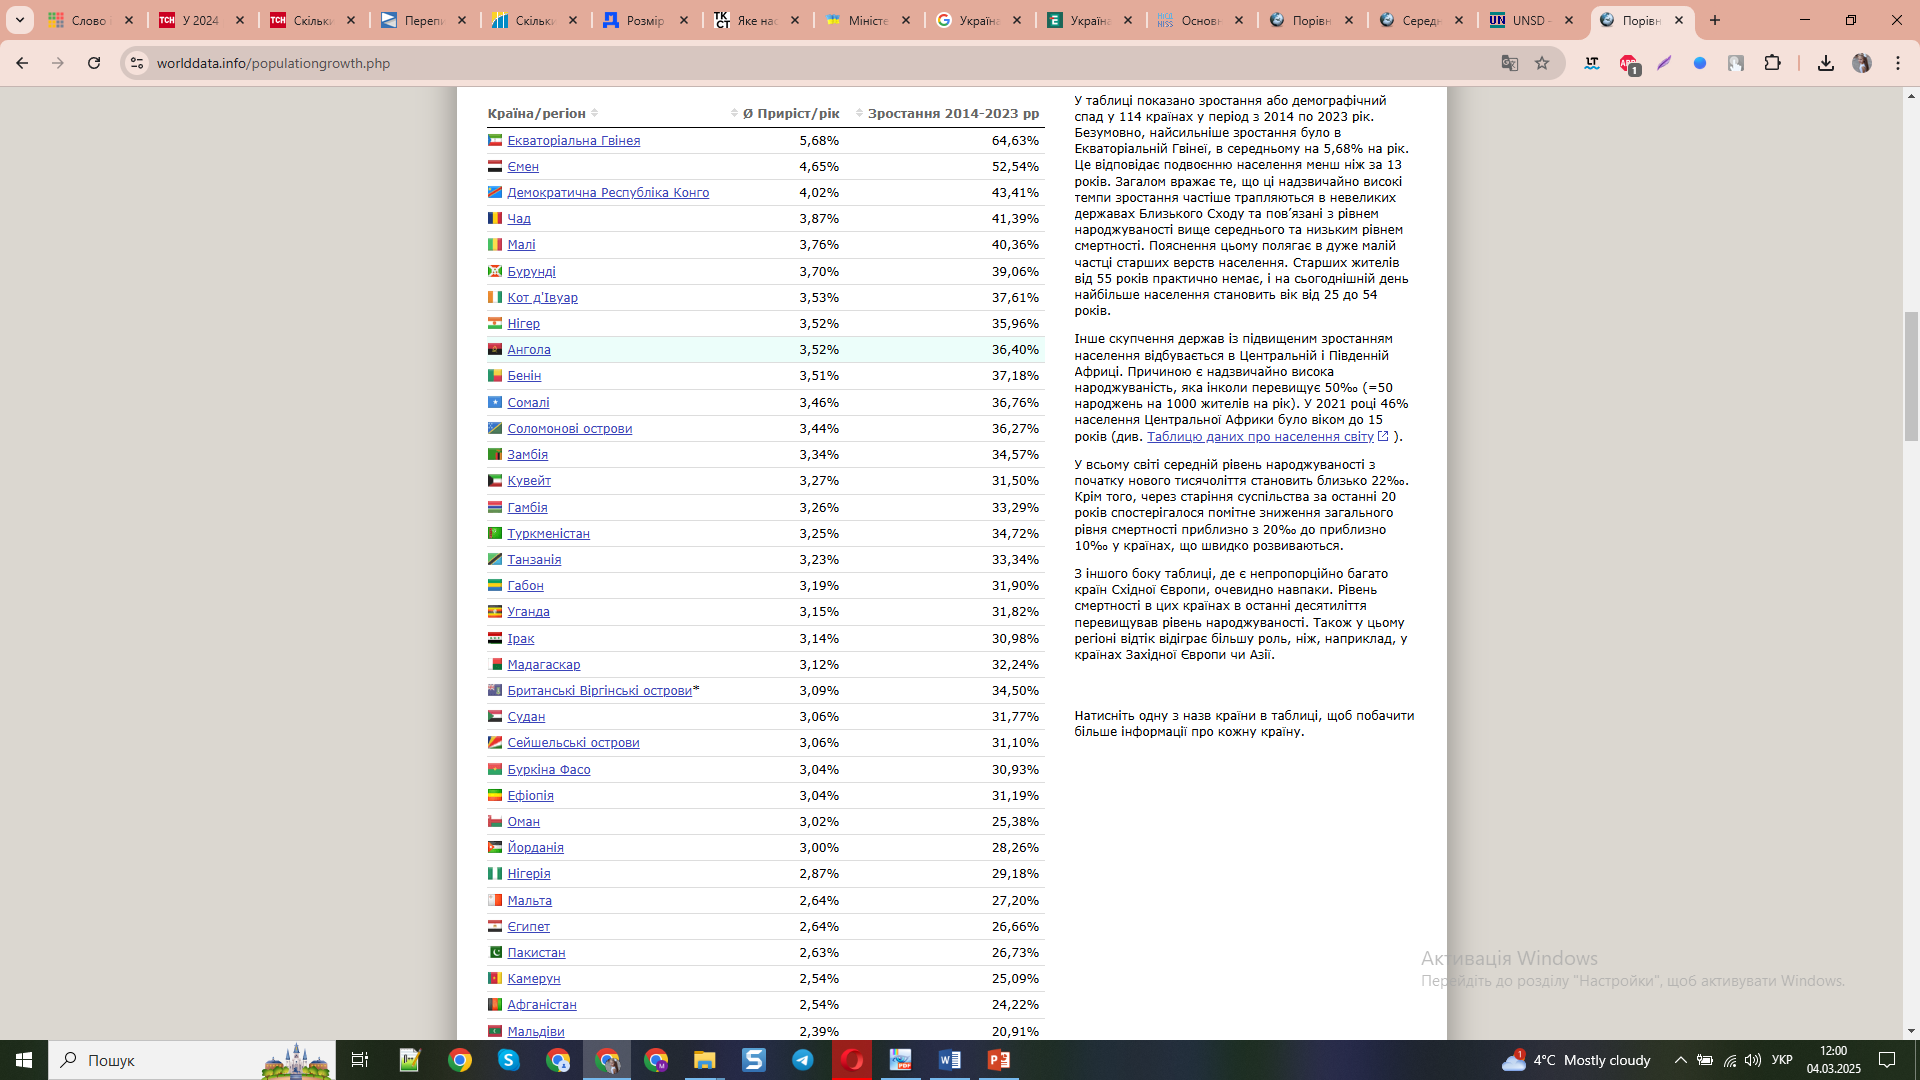 Слово
У 2024
Скільки
Перепи
Скільки
Розмір
Яке нас
Міністе
Україна
Україна
Основн
Порівн
Середн
UNSD -
Порівн
worlddata.info/populationgrowth.php
Країна/регіон Ø Приріст/рік Зростання 2014-2023 рр
Екваторіальна Гвінея 5,68% 64,63%
Ємен 4,65% 52,54%
Демократична Республіка Конго 4,02% 43,41%
Чад 3,87% 41,39%
Малі 3,76% 40,36%
Бурунді 3,70% 39,06%
Кот д'Івуар 3,53% 37,61%
Нігер 3,52% 35,96%
Ангола 3,52% 36,40%
Бенін 3,51% 37,18%
Сомалі 3,46% 36,76%
Соломонові острови 3,44% 36,27%
Замбія 3,34% 34,57%
Кувейт 3,27% 31,50%
Гамбія 3,26% 33,29%
Туркменістан 3,25% 34,72%
Танзанія 3,23% 33,34%
Габон 3,19% 31,90%
Уганда 3,15% 31,82%
Ірак 3,14% 30,98%
Мадагаскар 3,12% 32,24%
Британські Віргінські острови* 3,09% 34,50%
Судан 3,06% 31,77%
Сейшельські острови 3,06% 31,10%
Буркіна Фасо 3,04% 30,93%
Ефіопія 3,04% 31,19%
Оман 3,02% 25,38%
Йорданія 3,00% 28,26%
Нігерія 2,87% 29,18%
Мальта 2,64% 27,20%
Єгипет 2,64% 26,66%
Пакистан 2,63% 26,73%
Камерун 2,54% 25,09%
Афганістан 2,54% 24,22%
Мальдіви 2,39% 20,91%
У таблиці показано зростання або демографічний
спад у 114 країнах у період з 2014 по 2023 рік.
Безумовно, найсильніше зростання було в
Екваторіальній Гвінеї, в середньому на 5,68% на рік.
Це відповідає подвоєнню населення менш ніж за 13
років. Загалом вражає те, що ці надзвичайно високі
темпи зростання частіше трапляються в невеликих
державах Близького Сходу та пов’язані з рівнем
народжуваності вище середнього та низьким рівнем
смертності. Пояснення цьому полягає в дуже малій
частці старших верств населення. Старших жителів
від 55 років практично немає, і на сьогоднішній день
найбільше населення становить вік від 25 до 54
років.
Інше скупчення держав із підвищеним зростанням
населення відбувається в Центральній і Південній
Африці. Причиною є надзвичайно висока
народжуваність, яка інколи перевищує 50‰ (=50
народжень на 1000 жителів на рік). У 2021 році 46%
населення Центральної Африки було віком до 15
років (див. Таблицю даних про населення світу ).
У всьому світі середній рівень народжуваності з
початку нового тисячоліття становить близько 22‰.
Крім того, через старіння суспільства за останні 20
років спостерігалося помітне зниження загального
рівня смертності приблизно з 20‰ до приблизно
10‰ у країнах, що швидко розвиваються.
З іншого боку таблиці, де є непропорційно багато
країн Східної Європи, очевидно навпаки. Рівень
смертності в цих країнах в останні десятиліття
перевищував рівень народжуваності. Також у цьому
регіоні відтік відіграє більшу роль, ніж, наприклад, у
країнах Західної Європи чи Азії.
Натисніть одну з назв країни в таблиці, щоб побачити
більше інформації про кожну країну.
Активація Windows
Перейдіть до розділу "Настройки", щоб активувати Windows.
Пошук
4°C Mostly cloudy
УКР
12:00
04.03.2025